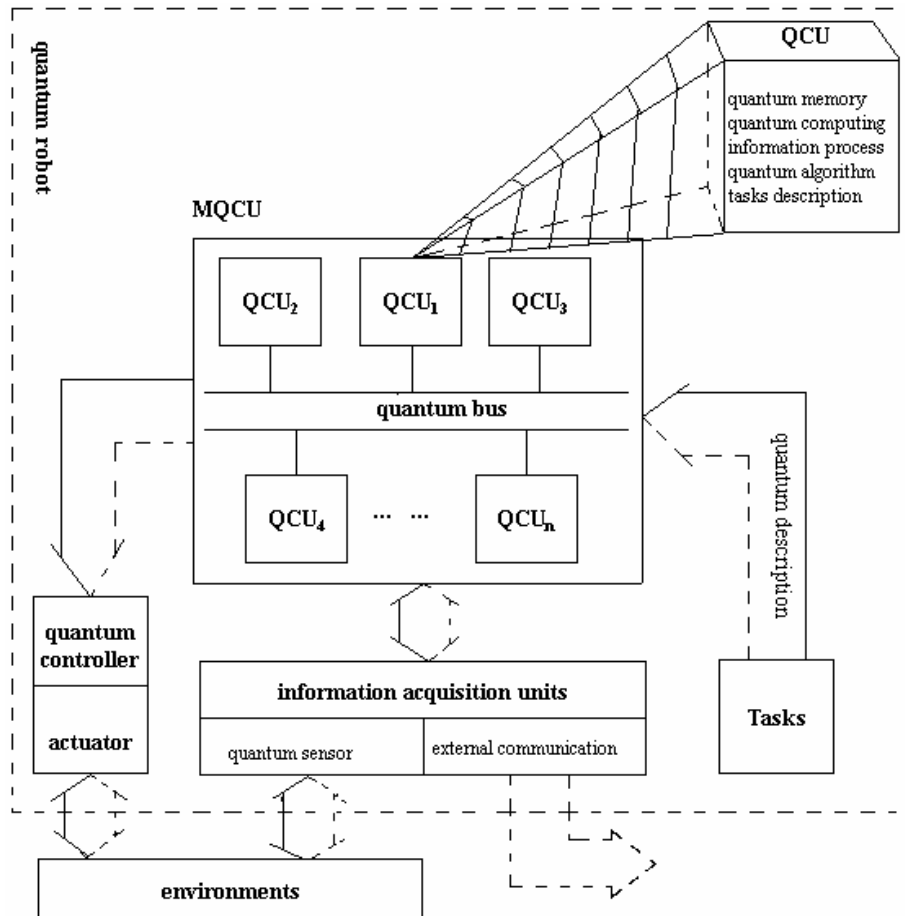 QCU
quantum memory
quantum computing
information process
quantum algorithm
tasks description
quantum robot
MQCU
QCU2
QCU1
QCU3
quantum bus
QCU4
... ...
QCUn
quantum description
quantum
controller
actuator
information acquisition units
quantum sensor
external communication
Tasks
environments